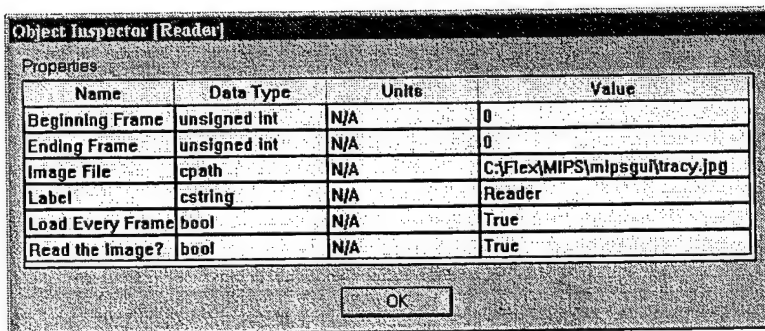 Object Inspector [Reader]
Properties
Name Data Type Units Value
Beginning Frame unsigned int N/A 0
Ending Frame unsigned int N/A 0
Image File cpath N/A C:\Flex\MIPS\mipsgui\tracy.jpg
Label cstring N/A Reader
Load Every Frame bool N/A True
Read the Image? bool N/A True
OK